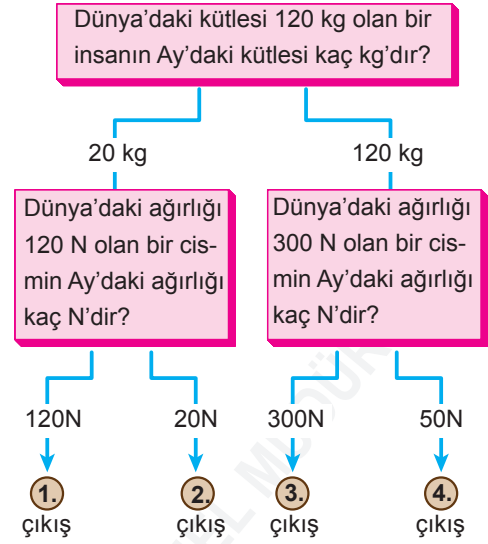 Dünya'daki kütlesi 120 kg olan bir
insanın Ay'daki kütlesi kaç kg'dır?
20 kg
120 kg
Dünya'daki ağırlığı
120 N olan bir cis-
min Ay'daki ağırlığı
kaç N'dir?
Dünya'daki ağırlığı
300 N olan bir cis-
min Ay'daki ağırlığı
kaç N'dir?
120N
20N
300N
50N
1.
çıkış
2.
çıkış
3.
çıkış
4.
çıkış